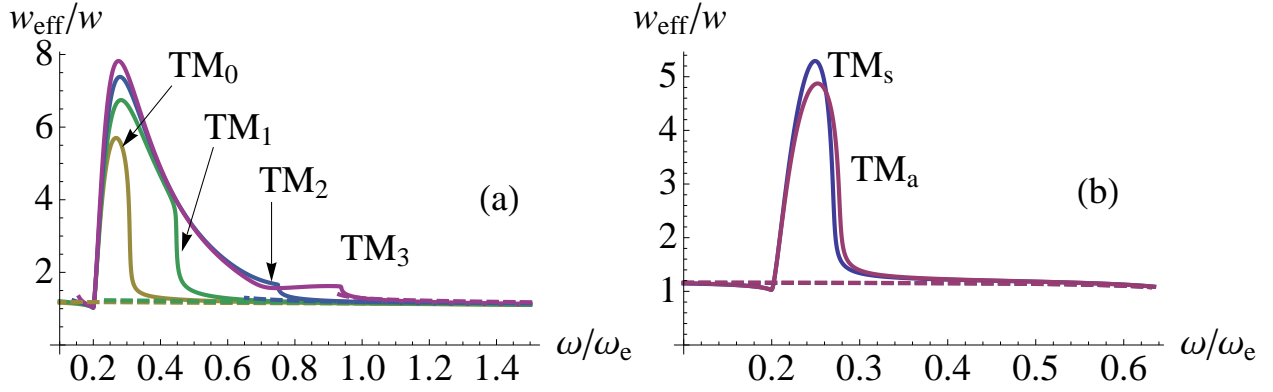 w_eff/w
8
6
4
2
TM_0
TM_1
TM_2
TM_3
(a)
0.2 0.4 0.6 0.8 1.0 1.2 1.4
ω/ω_e
w_eff/w
5
4
3
2
1
TM_s
TM_a
(b)
0.2 0.3 0.4 0.5 0.6
ω/ω_e